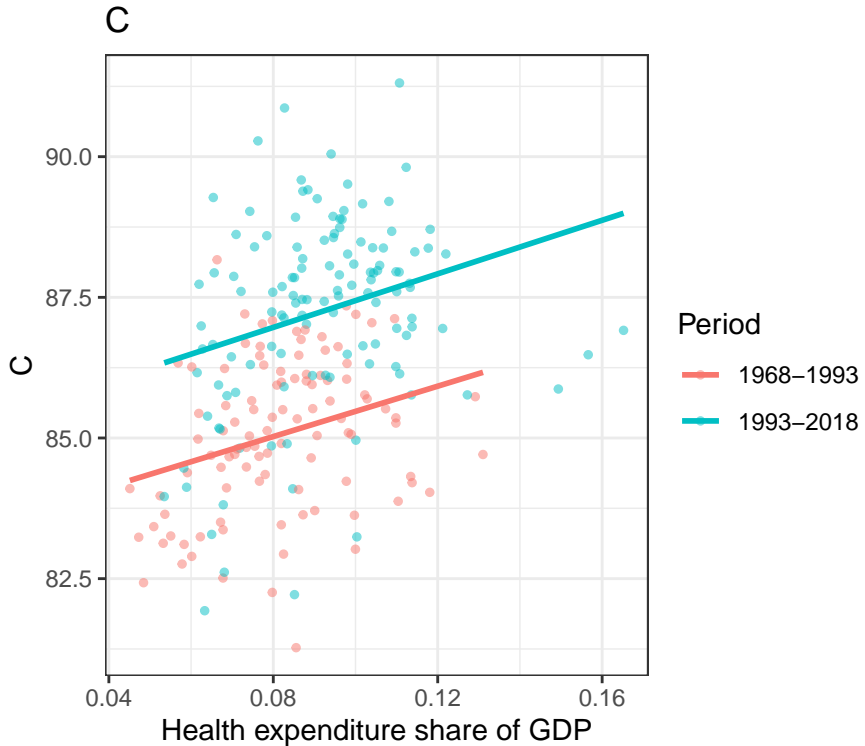 C
90.0
87.5
85.0
82.5
C
0.04
0.08
0.12
0.16
Health expenditure share of GDP
Period
1968−1993
1993−2018